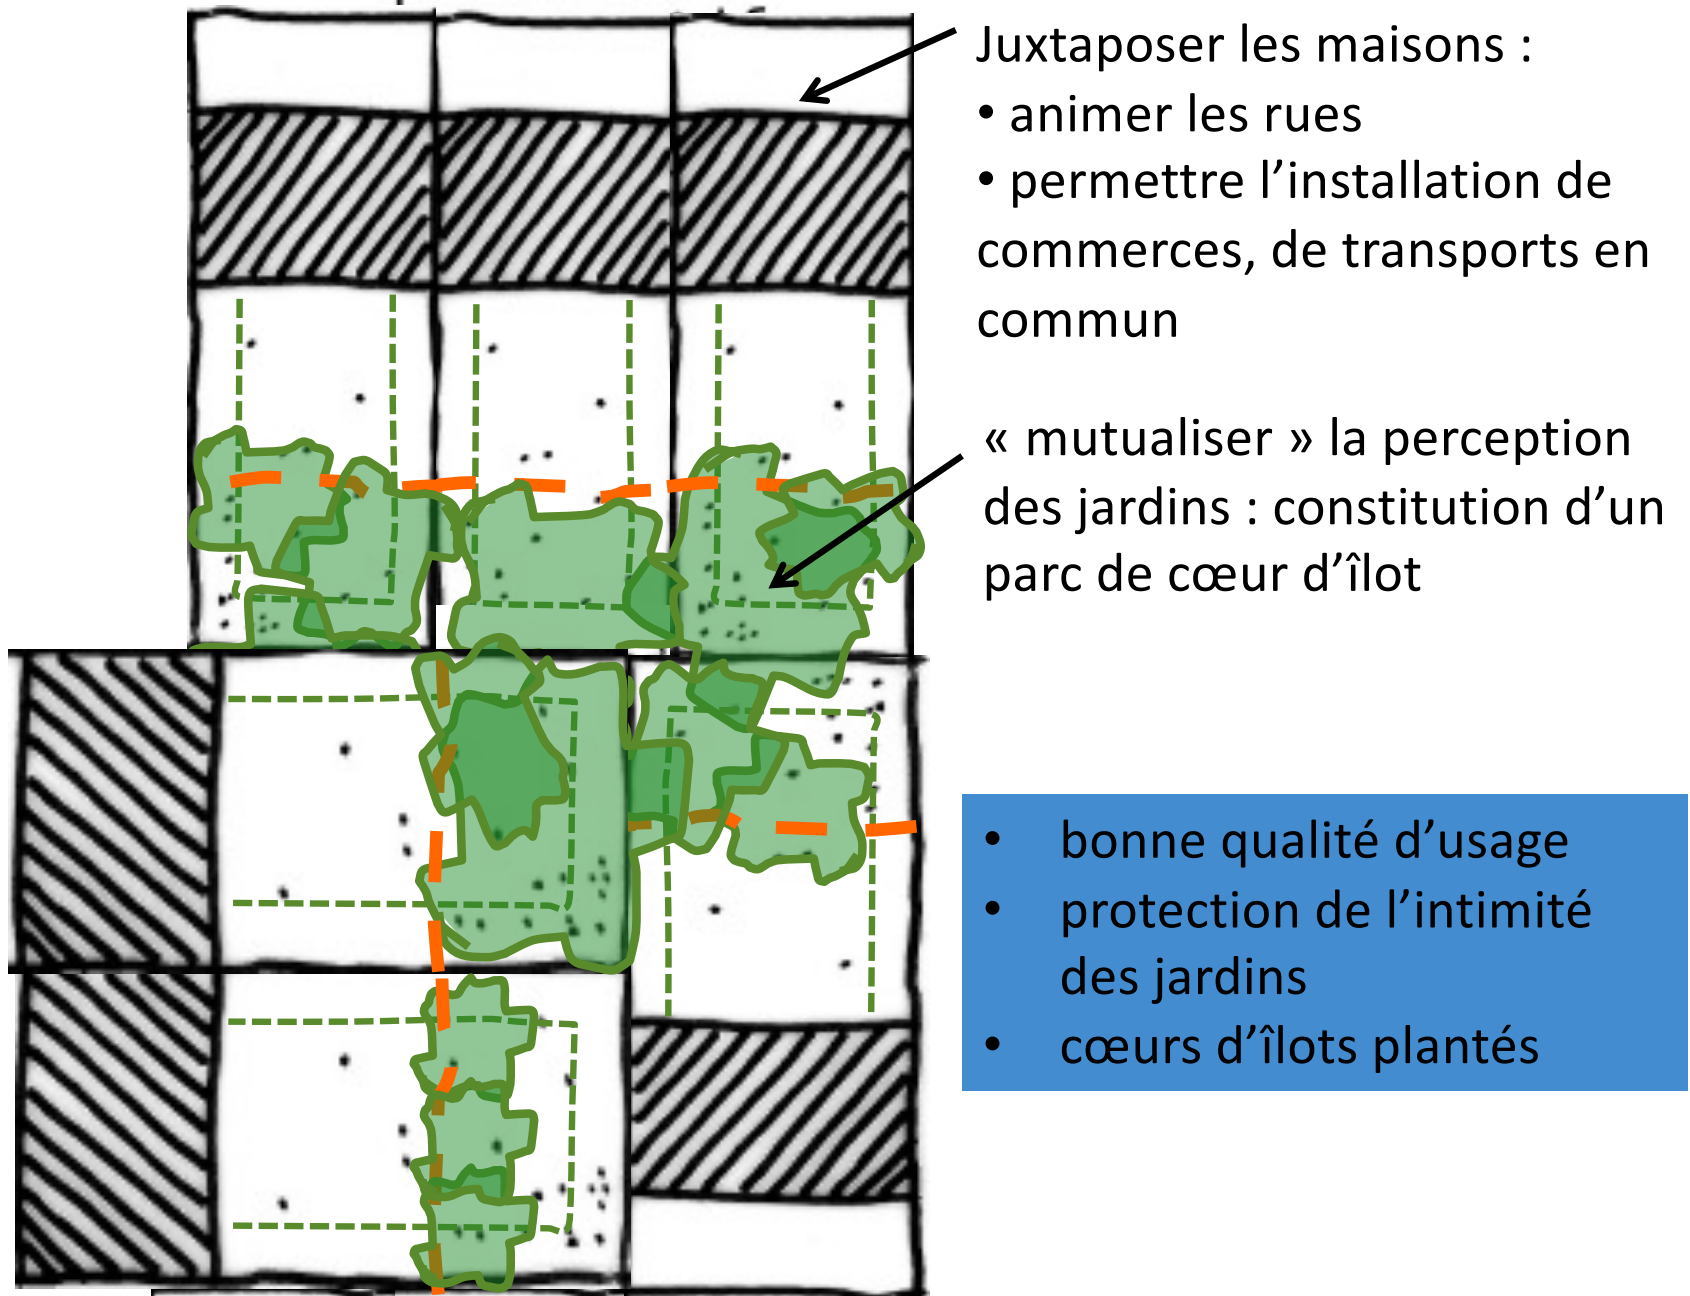 Juxtaposer les maisons :
• animer les rues
• permettre l’installation de
commerces, de transports en
commun
« mutualiser » la perception
des jardins : constitution d’un
parc de cœur d’îlot
• bonne qualité d’usage
• protection de l’intimité
des jardins
• cœurs d’îlots plantés